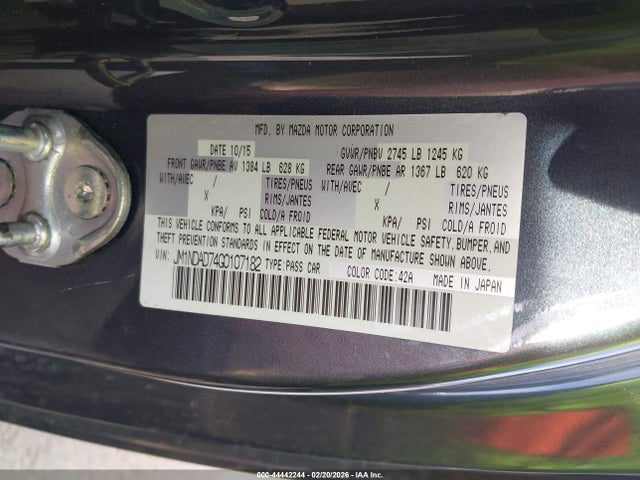 MFD. BY MAZDA MOTOR CORPORATION
DATE 10/15 GVWR/PNBV 2745 LB 1245 KG
FRONT GAWR/PNBE AV 1384 LB 628 KG REAR GAWR/PNBE AR 1367 LB 620 KG
WITH/AVEC / TIRES/PNEUS WITH/AVEC / TIRES/PNEUS
X RIMS/JANTES X RIMS/JANTES
KPA/ PSI COLD/A FROID KPA/ PSI COLD/A FROID
THIS VEHICLE CONFORMS TO ALL APPLICABLE FEDERAL MOTOR VEHICLE SAFETY, BUMPER, AND
THEFT PREVENTION STANDARDS IN EFFECT ON THE DATE OF MANUFACTURE SHOWN ABOVE.
VIN: JM1NDAD74G0107182 TYPE:PASS CAR COLOR CODE:42A MADE IN JAPAN
000-44442244 - 02/20/2026 - IAA Inc.